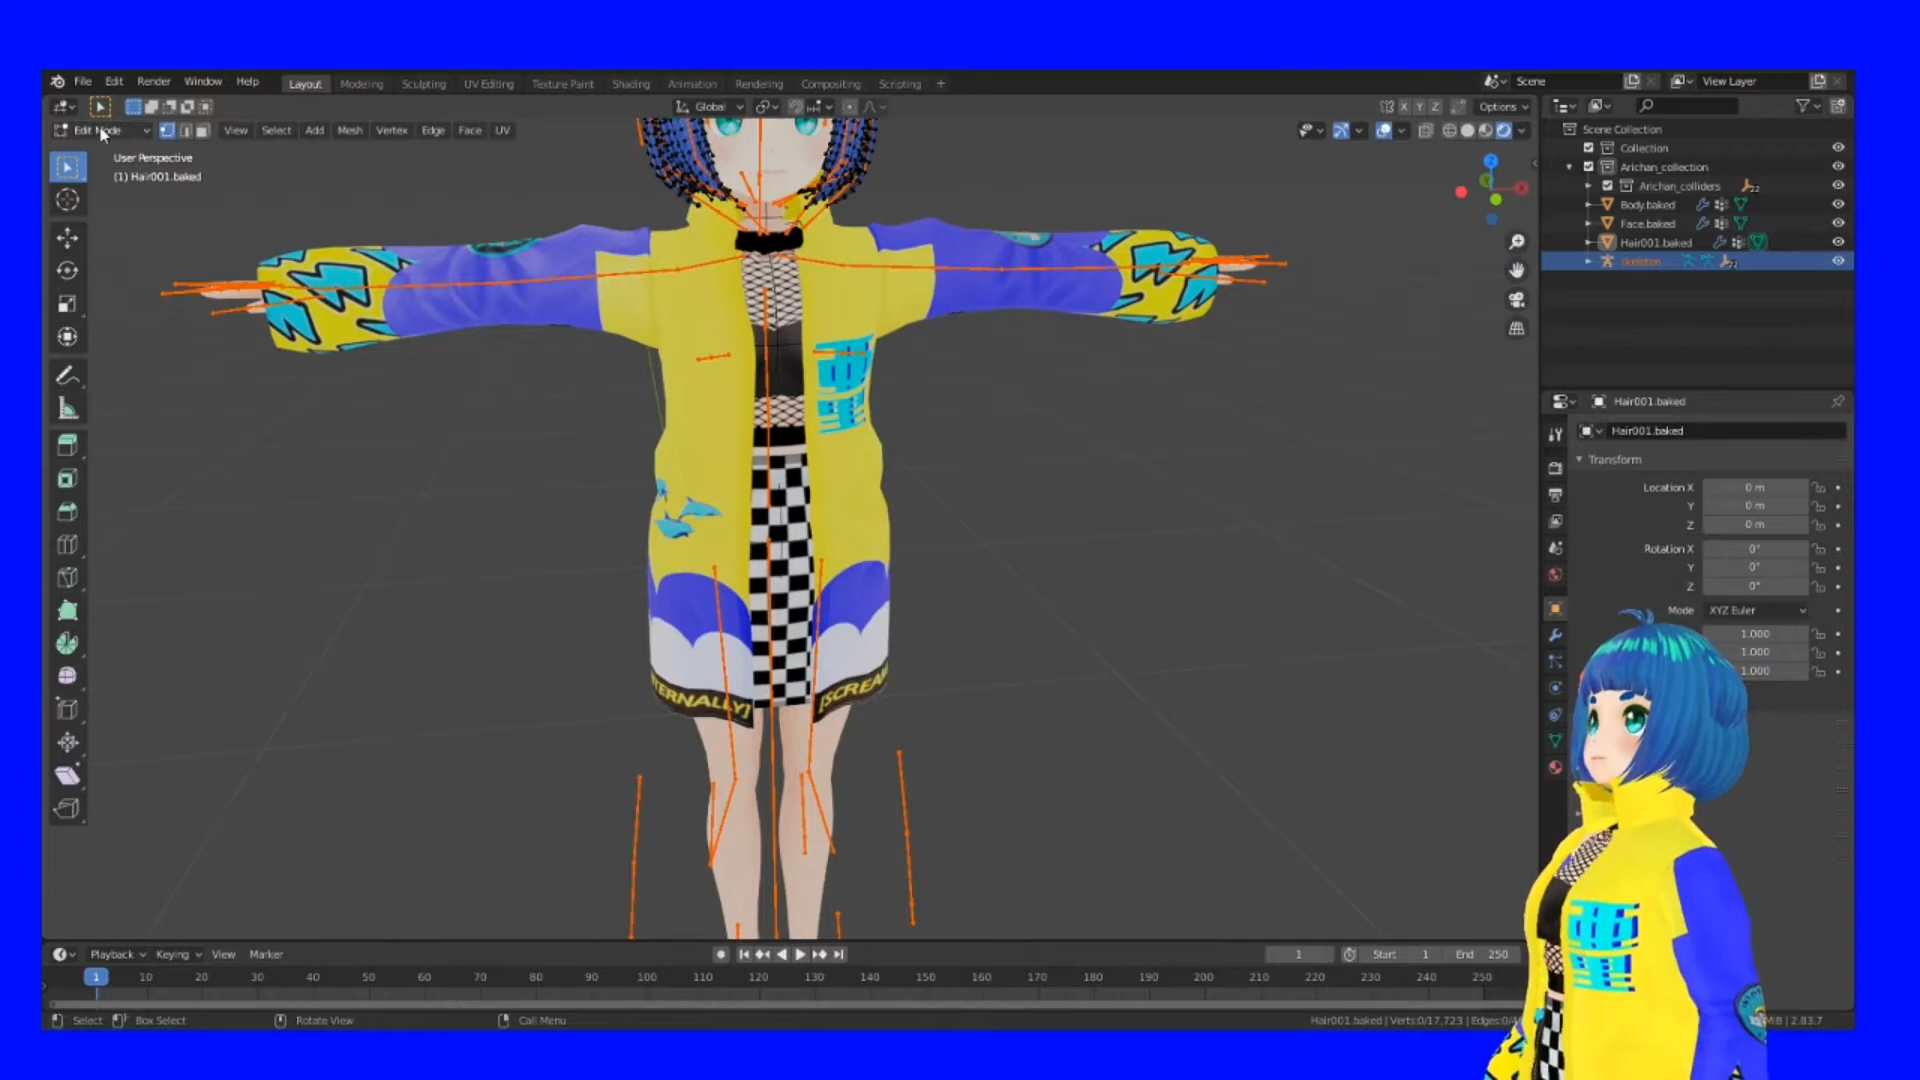 File Edit Render Window Help Layout Modeling Sculpting UV Editing Texture Paint Shading Animation Rendering Compositing Scripting + Scene View Layer
Global X Y Z Options
Edit Mode View Select Add Mesh Vertex Edge Face UV
User Perspective
(1) Hair001.baked
Scene Collection
Collection
Arichan_collection
Arichan_colliders 22
Body.baked
Face.baked
Hair001.baked
skeleton 22
Z
Hair001.baked
Hair001.baked
Transform
Location X 0 m
Y 0 m
Z 0 m
Rotation X 0°
Y 0°
Z 0°
Mode XYZ Euler
1.000
1.000
1.000
TERNALLY] [SCREAM
Playback Keying View Marker 1 Start 1 End 250
1 10 20 30 40 50 60 70 80 90 100 110 120 130 140 150 160 170 180 190 200 210 220 230 240 250
Select Box Select Rotate View Call Menu Hair001.baked | Verts:0/17,723 | Edges:0/4 MiB | 2.83.7